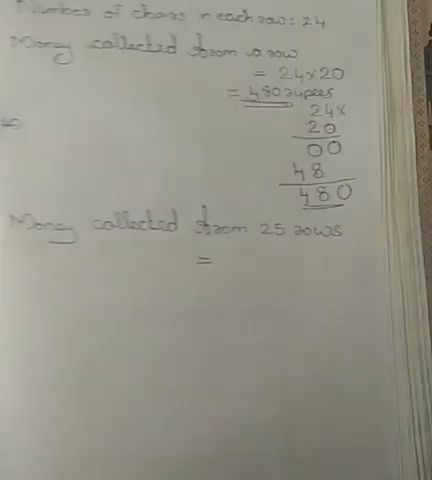 Number of chairs in each row = 24
Money collected from a row
= 24×20
= 480 rupees
24×
20
00
48
480
Money collected from 25 rows
=